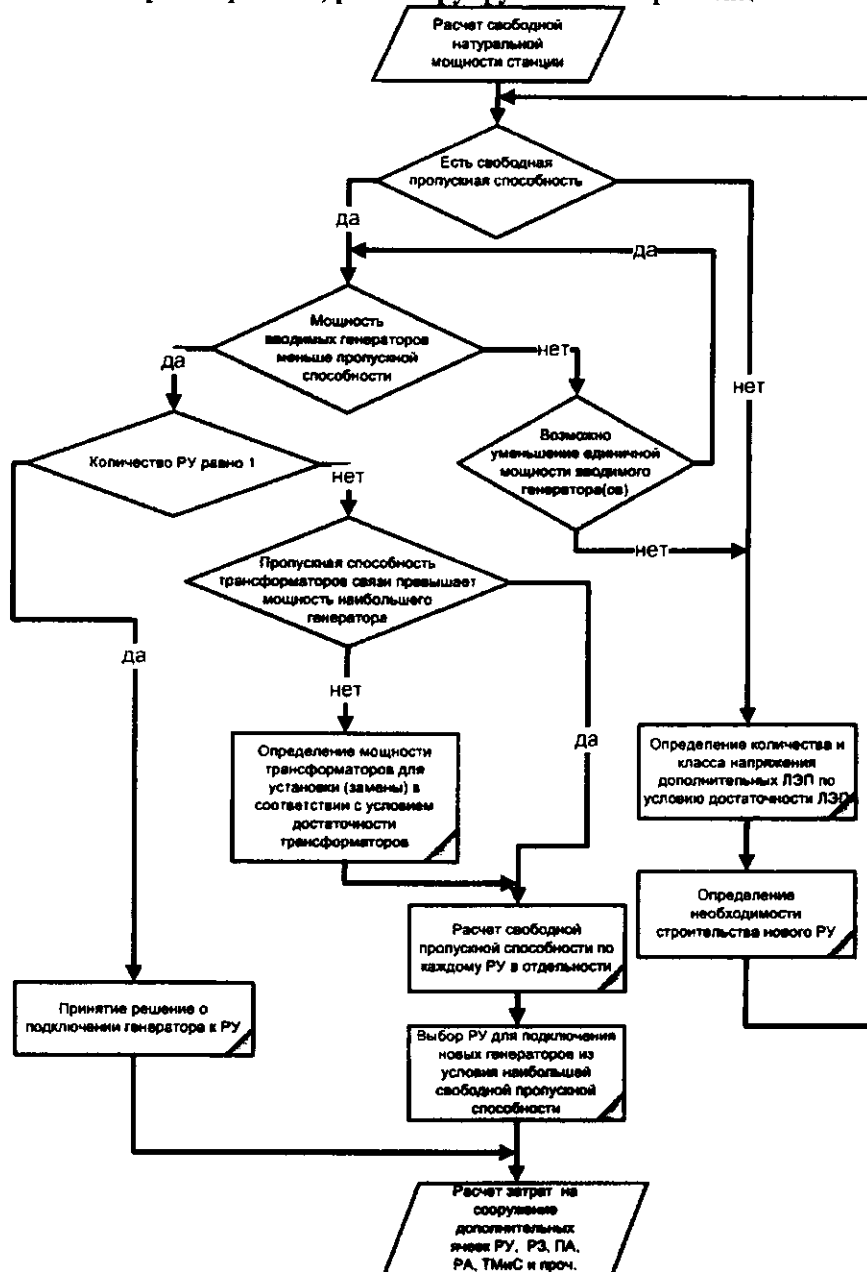 Расчет свободной
натуральной
мощности станции
Есть свободная
пропускная способность
да
да
Мощность
вводимых генераторов
меньше пропускной
способности
да
нет
нет
Количество РУ равно 1
Возможно
уменьшение единичной
мощности вводимого
генератора(ов)
нет
нет
Пропускная способность
трансформаторов связи превышает
мощность наибольшего
генератора
да
нет
да
Определение мощности
трансформаторов для
установки (замены) в
соответствии с условием
достаточности
трансформаторов
Определение количества и
класса напряжения
дополнительных ЛЭП по
условию достаточности ЛЭП
Определение
необходимости
строительства нового РУ
Расчет свободной
пропускной способности по
каждому РУ в отдельности
Принятие решение о
подключении генератора к РУ
Выбор РУ для подключения
новых генераторов из
условия наибольшей
свободной пропускной
способности
Расчет затрат на
сооружение
дополнительных
ячеек РУ, РЗ, ПА,
РА, ТМиС и проч.